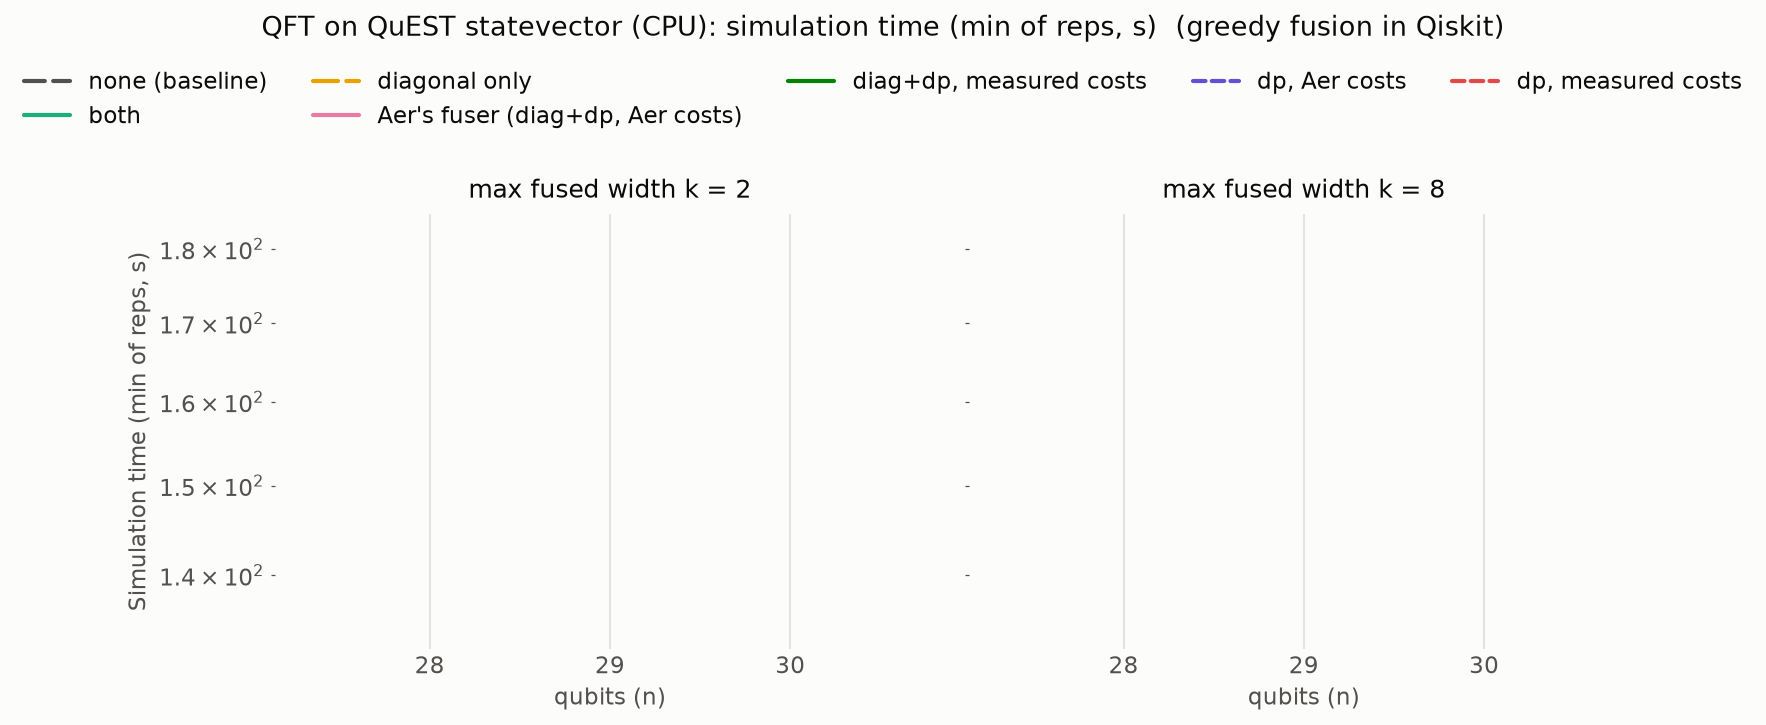 QFT on QuEST statevector (CPU): simulation time (min of reps, s)  (greedy fusion in Qiskit)
none (baseline) diagonal only diag+dp, measured costs dp, Aer costs dp, measured costs
both Aer's fuser (diag+dp, Aer costs)
max fused width k = 2 max fused width k = 8
Simulation time (min of reps, s)
1.8 × 10²
1.7 × 10²
1.6 × 10²
1.5 × 10²
1.4 × 10²
28 29 30 28 29 30
qubits (n) qubits (n)